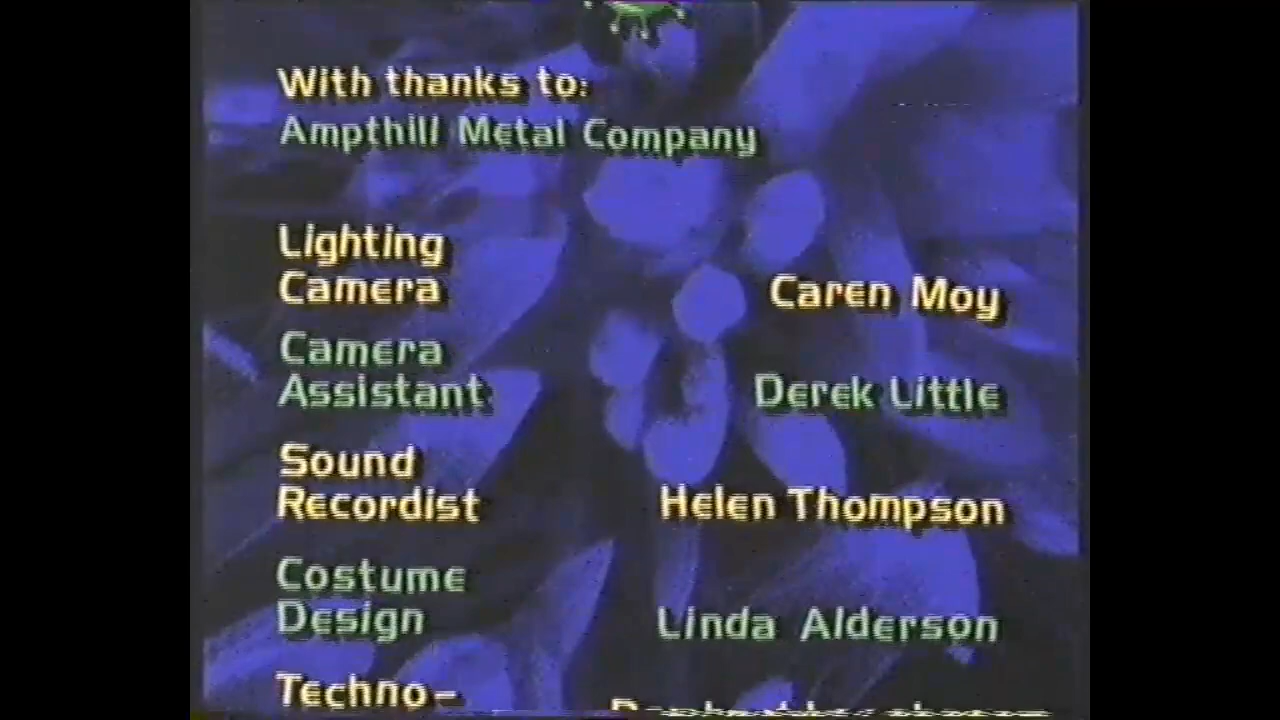 With thanks to:
Ampthill Metal Company
Lighting
Camera
Caren Moy
Camera
Assistant
Derek Little
Sound
Recordist
Helen Thompson
Costume
Design
Linda Alderson
Techno-